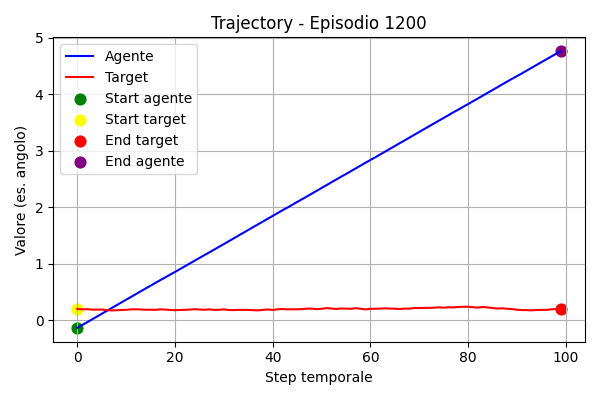 Trajectory - Episodio 1200
Agente
Target
Start agente
Start target
End target
End agente
Valore (es. angolo)
5
4
3
2
1
0
0 20 40 60 80 100
Step temporale